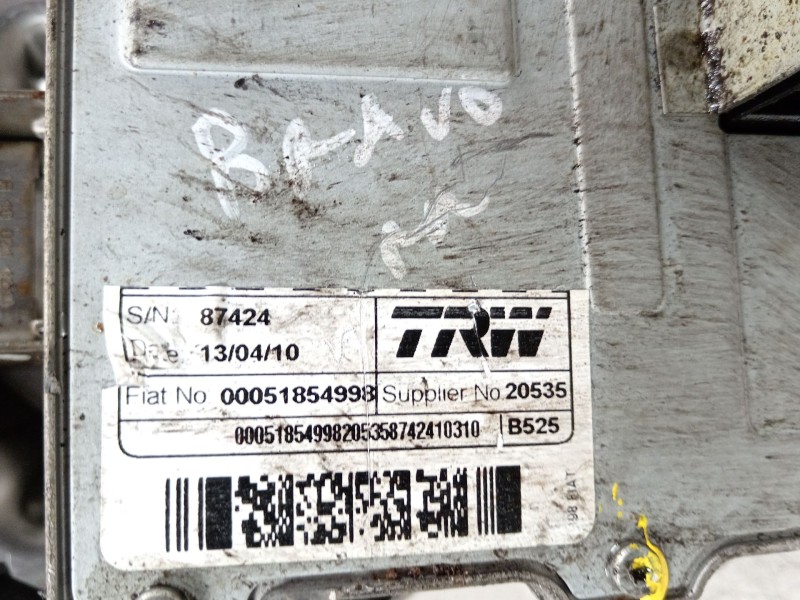 BRAVO
S/N: 87424
TRW
Date: 13/04/10
Fiat No 00051854998 Supplier No. 20535
00051854998205358742410310 B525